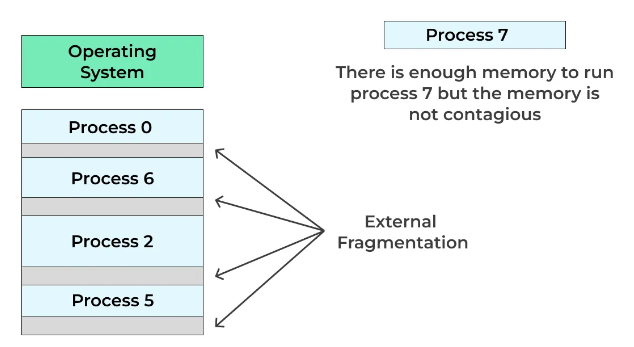 Operating
System
Process 0
Process 6
Process 2
Process 5
Process 7
There is enough memory to run
process 7 but the memory is
not contagious
External
Fragmentation